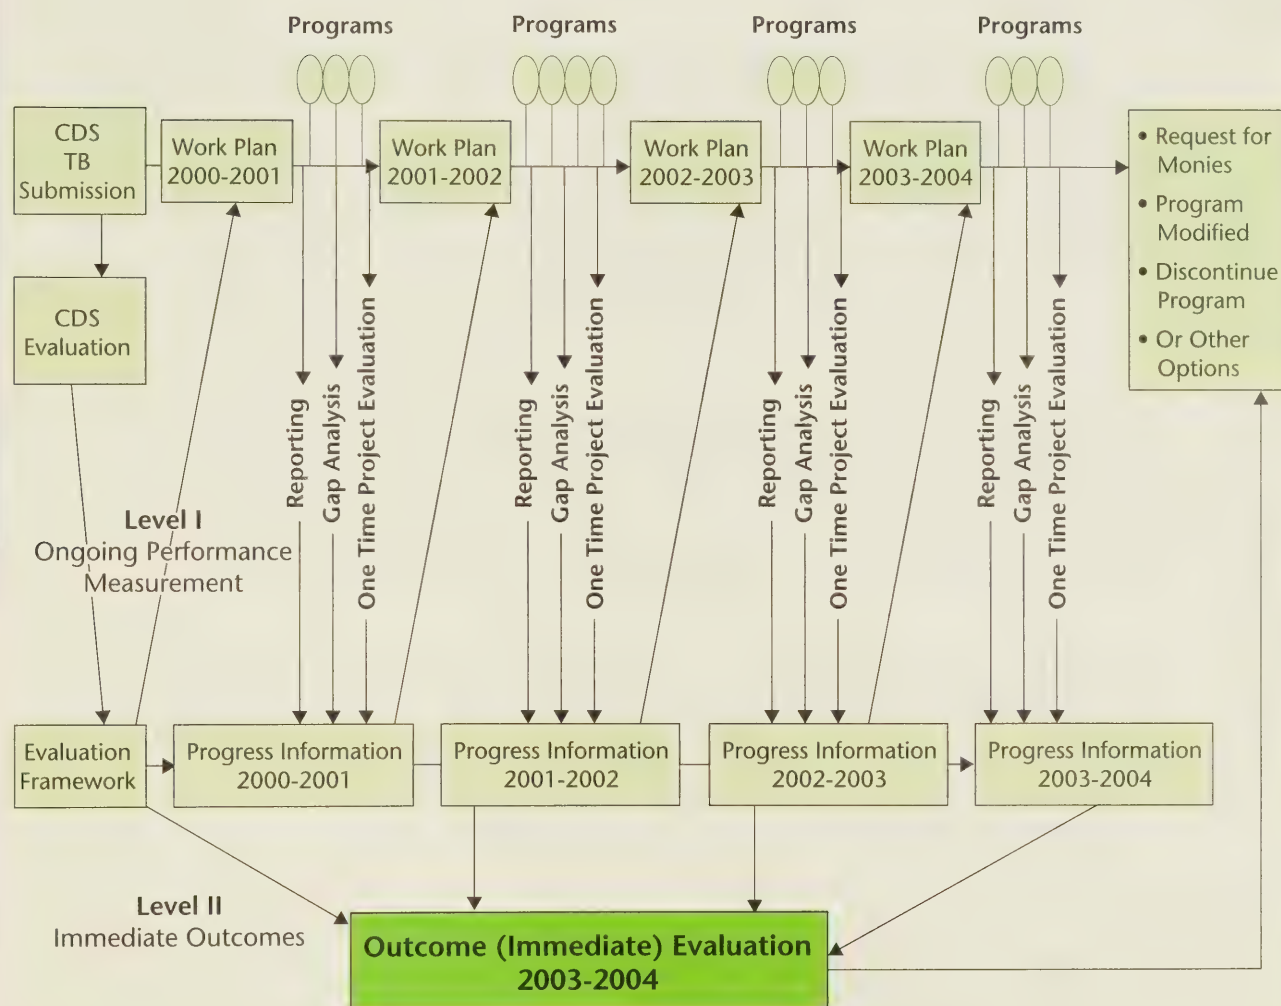 Programs
Programs
Programs
Programs
CDS
TB
Submission
Work Plan
2000-2001
Work Plan
2001-2002
Work Plan
2002-2003
Work Plan
2003-2004
• Request for
Monies
• Program
Modified
• Discontinue
Program
• Or Other
Options
CDS
Evaluation
Reporting
Gap Analysis
One Time Project Evaluation
Reporting
Gap Analysis
One Time Project Evaluation
Reporting
Gap Analysis
One Time Project Evaluation
Reporting
Gap Analysis
One Time Project Evaluation
Level I
Ongoing Performance
Measurement
Evaluation
Framework
Progress Information
2000-2001
Progress Information
2001-2002
Progress Information
2002-2003
Progress Information
2003-2004
Level II
Immediate Outcomes
Outcome (Immediate) Evaluation
2003-2004